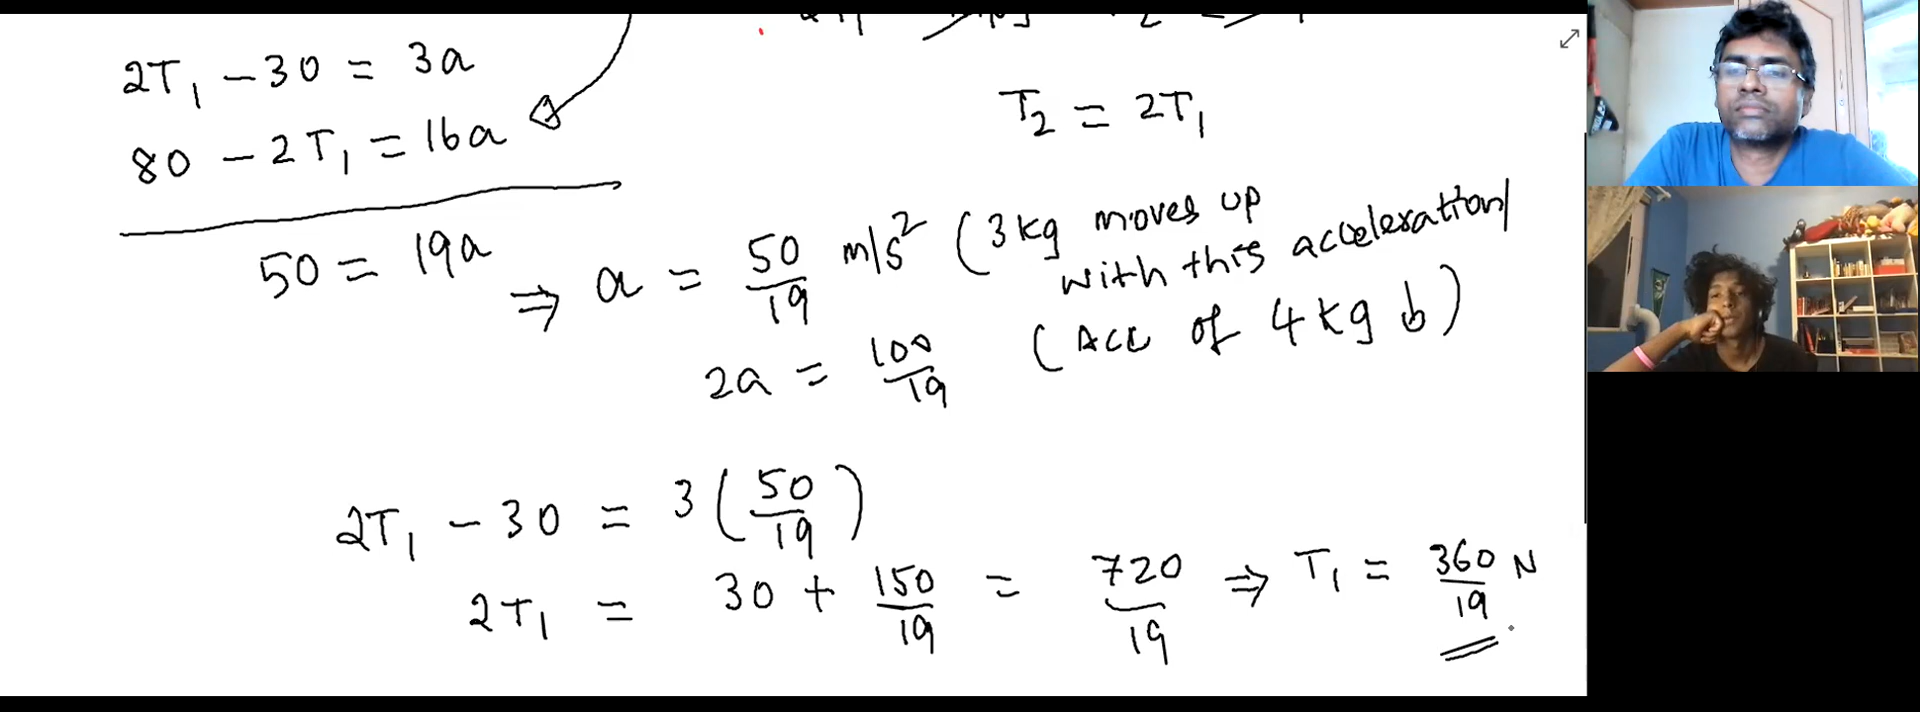 2T₁ - 30 = 3a
80 - 2T₁ = 16a
50 = 19a ⇒ a = 50/19 m/s² (3kg moves up
with this acceleration)
2a = 100/19 (Acc of 4kg b)
T₂ = 2T₁
2T₁ - 30 = 3(50/19)
2T₁ = 30 + 150/19 = 720/19 ⇒ T₁ = 360/19 N